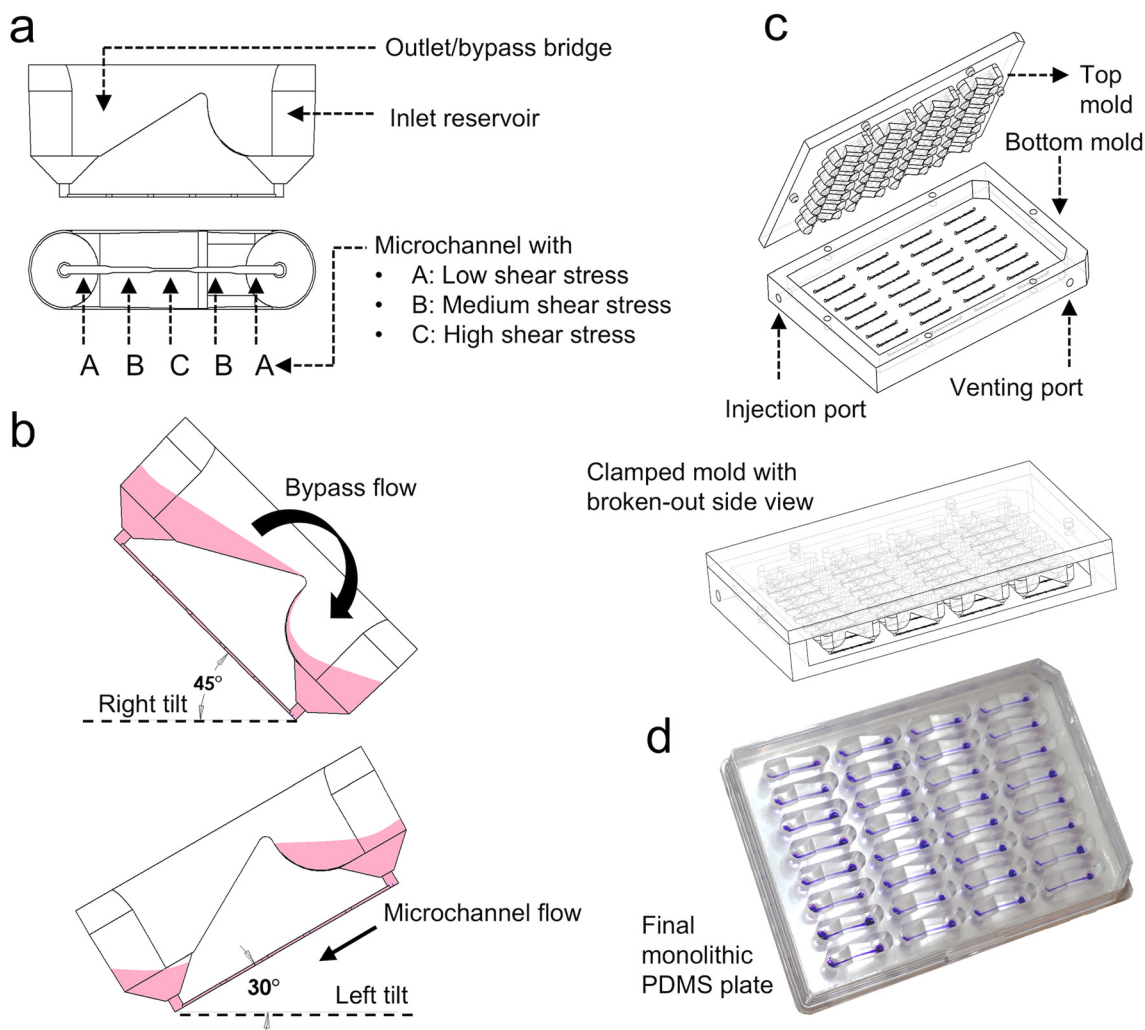 a
Outlet/bypass bridge
Inlet reservoir
Microchannel with
• A: Low shear stress
• B: Medium shear stress
• C: High shear stress
A B C B A
b
Bypass flow
45°
Right tilt
Microchannel flow
30°
Left tilt
c
Top
mold
Bottom mold
Injection port
Venting port
Clamped mold with
broken-out side view
d
Final
monolithic
PDMS plate